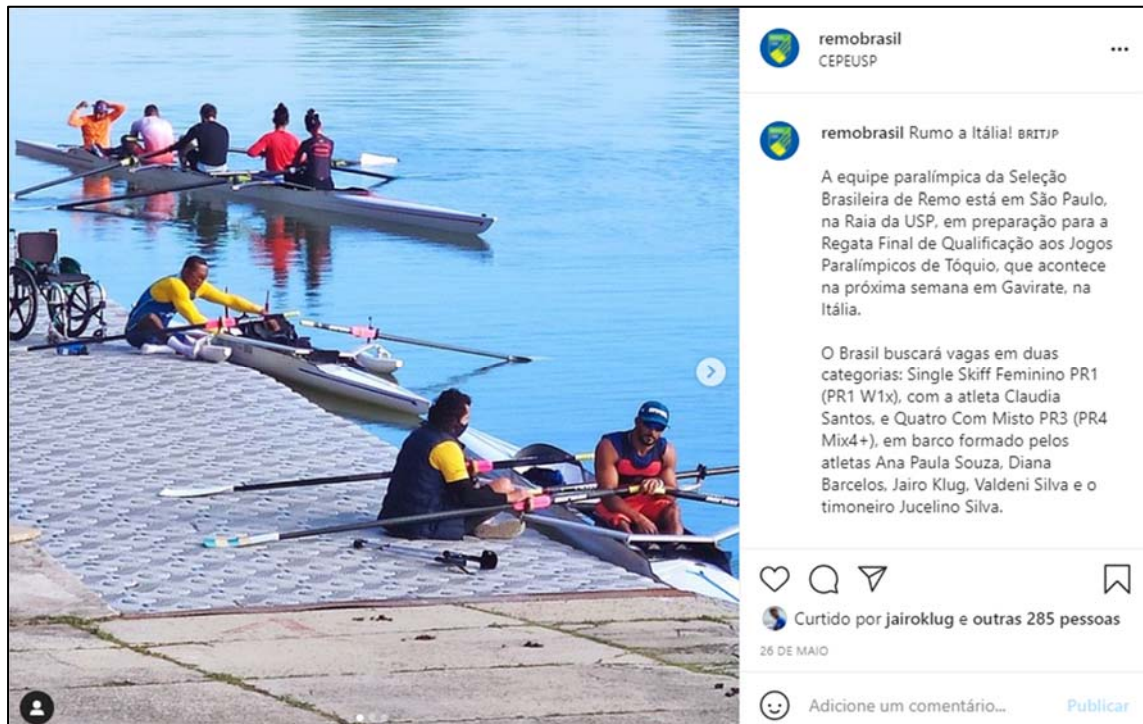 remobrasil
CEPEUSP
remobrasil Rumo a Itália! BRITJP
A equipe paralímpica da Seleção
Brasileira de Remo está em São Paulo,
na Raia da USP, em preparação para a
Regata Final de Qualificação aos Jogos
Paralímpicos de Tóquio, que acontece
na próxima semana em Gavirate, na
Itália.
O Brasil buscará vagas em duas
categorias: Single Skiff Feminino PR1
(PR1 W1x), com a atleta Claudia
Santos, e Quatro Com Misto PR3 (PR4
Mix4+), em barco formado pelos
atletas Ana Paula Souza, Diana
Barcelos, Jairo Klug, Valdeni Silva e o
timoneiro Jucelino Silva.
Curtido por jairoklug e outras 285 pessoas
26 DE MAIO
Adicione um comentário... Publicar